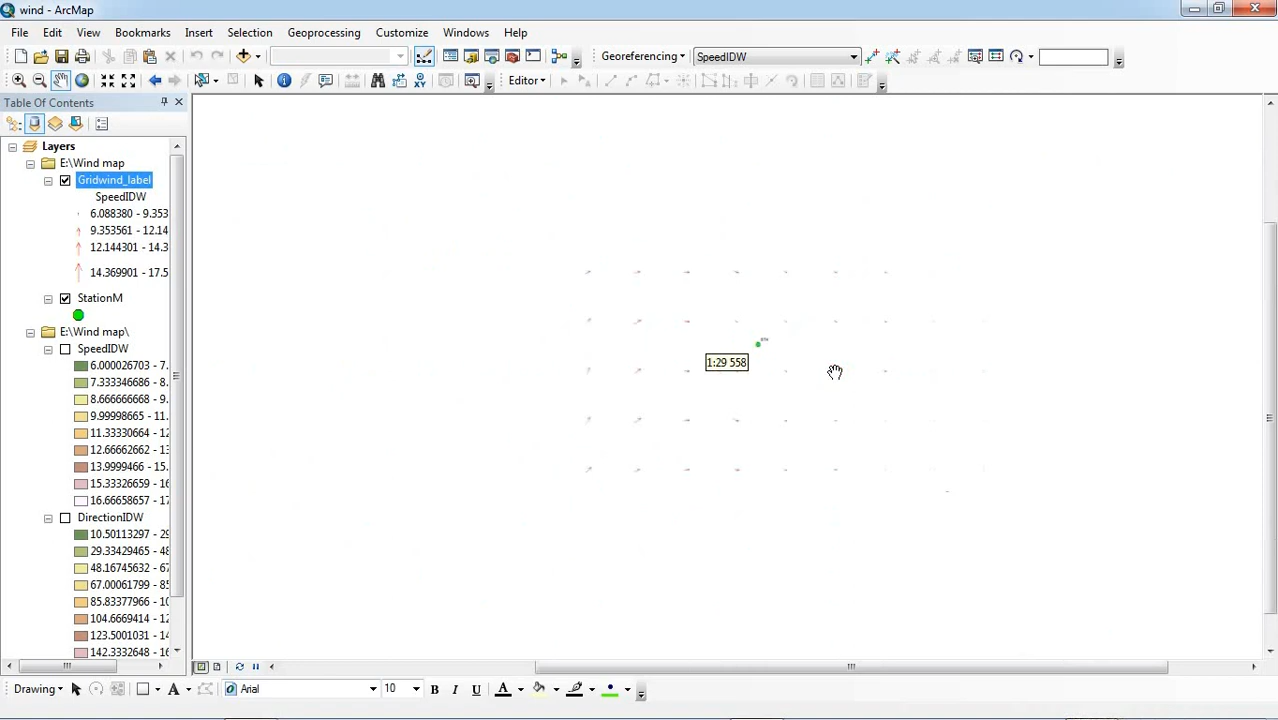 wind - ArcMap
File Edit View Bookmarks Insert Selection Geoprocessing Customize Windows Help
Georeferencing SpeedIDW
Editor
Table Of Contents
Layers
E:\Wind map
Gridwind_label
SpeedIDW
6.088380 - 9.353
9.353561 - 12.14
12.144301 - 14.3
14.369901 - 17.5
StationM
E:\Wind map\
SpeedIDW
6.000026703 - 7.
7.333346686 - 8.
8.666666668 - 9.
9.99998665 - 11.
11.33330664 - 12
12.66662662 - 13
13.9999466 - 15.
15.33326659 - 16
16.66658657 - 17
DirectionIDW
10.50113297 - 29
29.33429465 - 48
48.16745632 - 67
67.00061799 - 85
85.83377966 - 10
104.6669414 - 12
123.5001031 - 14
142.3332648 - 16
1:29 558
Drawing A Arial 10 B I U A